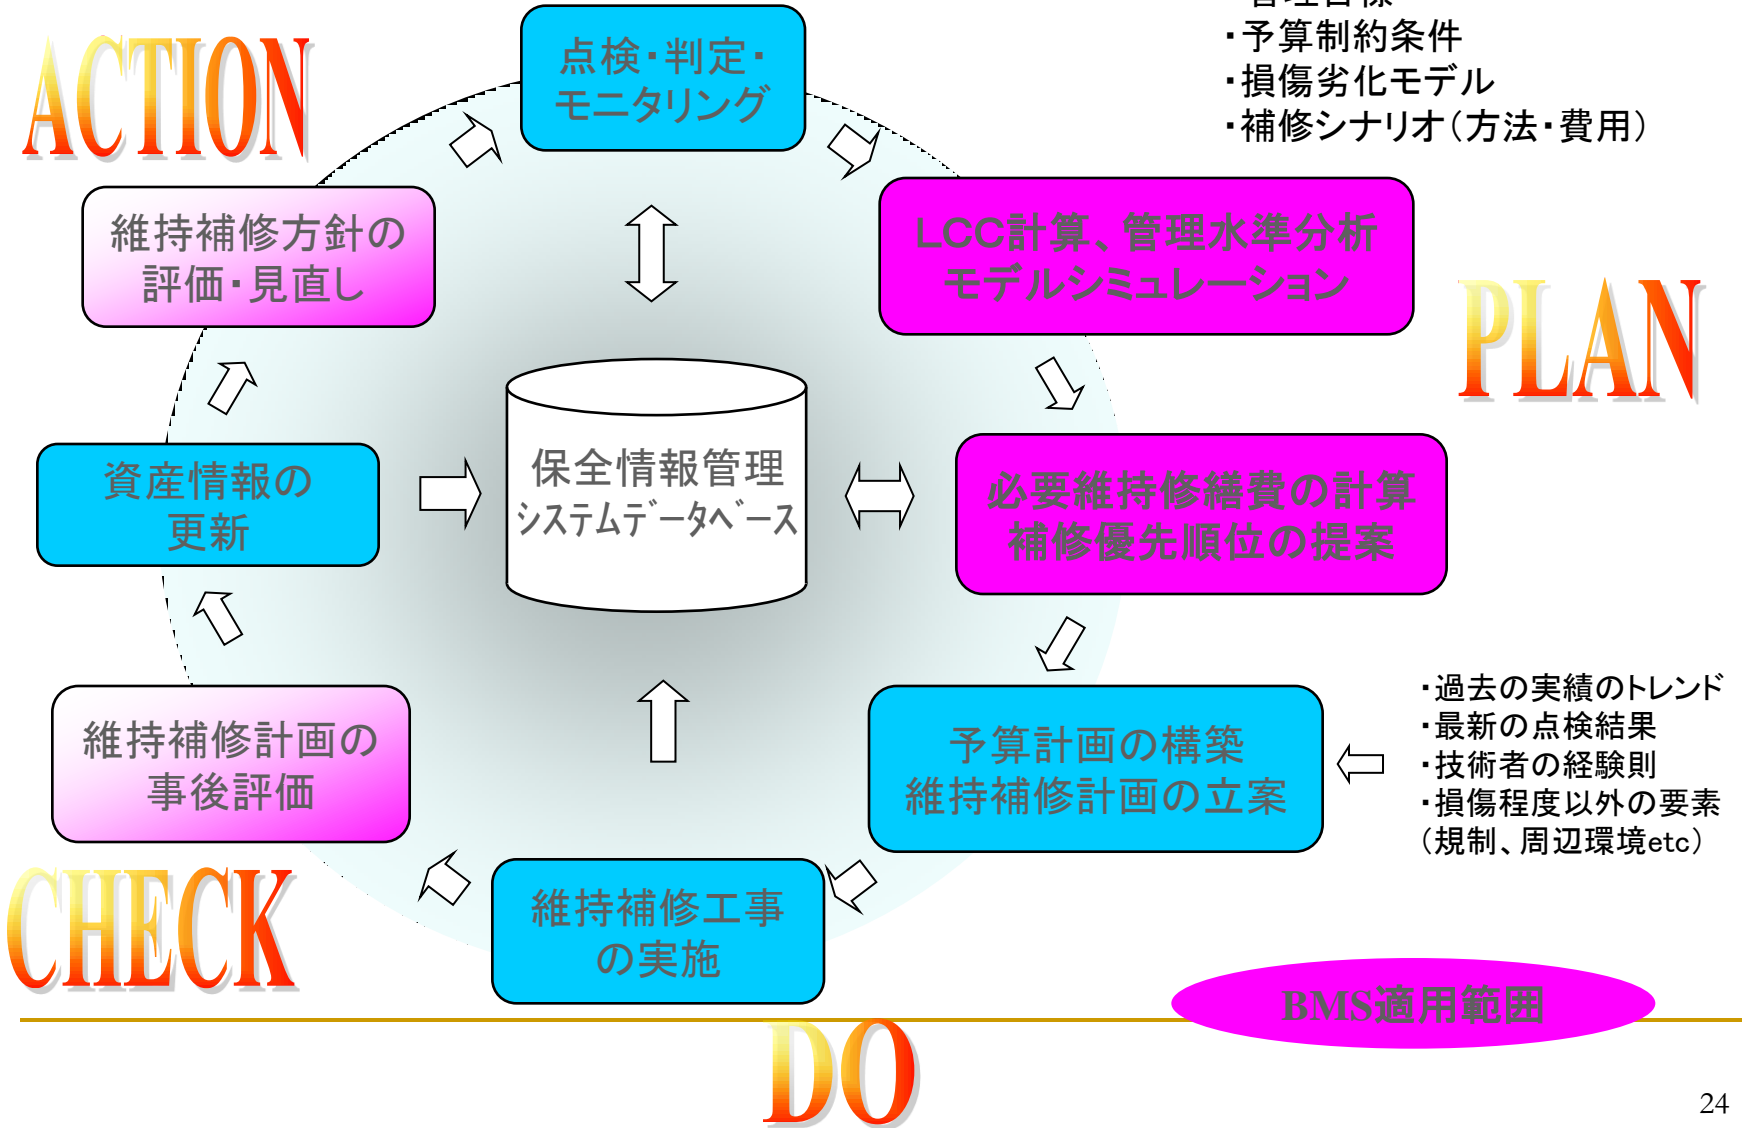 ・予算制約条件
・損傷劣化モデル
・補修シナリオ(方法・費用)
ACTION
点検・判定・
モニタリング
維持補修方針の
評価・見直し
LCC計算、管理水準分析
モデルシミュレーション
PLAN
資産情報の
更新
保全情報管理
システムデータベース
必要維持修繕費の計算
補修優先順位の提案
維持補修計画の
事後評価
予算計画の構築
維持補修計画の立案
・過去の実績のトレンド
・最新の点検結果
・技術者の経験則
・損傷程度以外の要素
(規制、周辺環境etc)
CHECK
維持補修工事
の実施
BMS適用範囲
DO
24